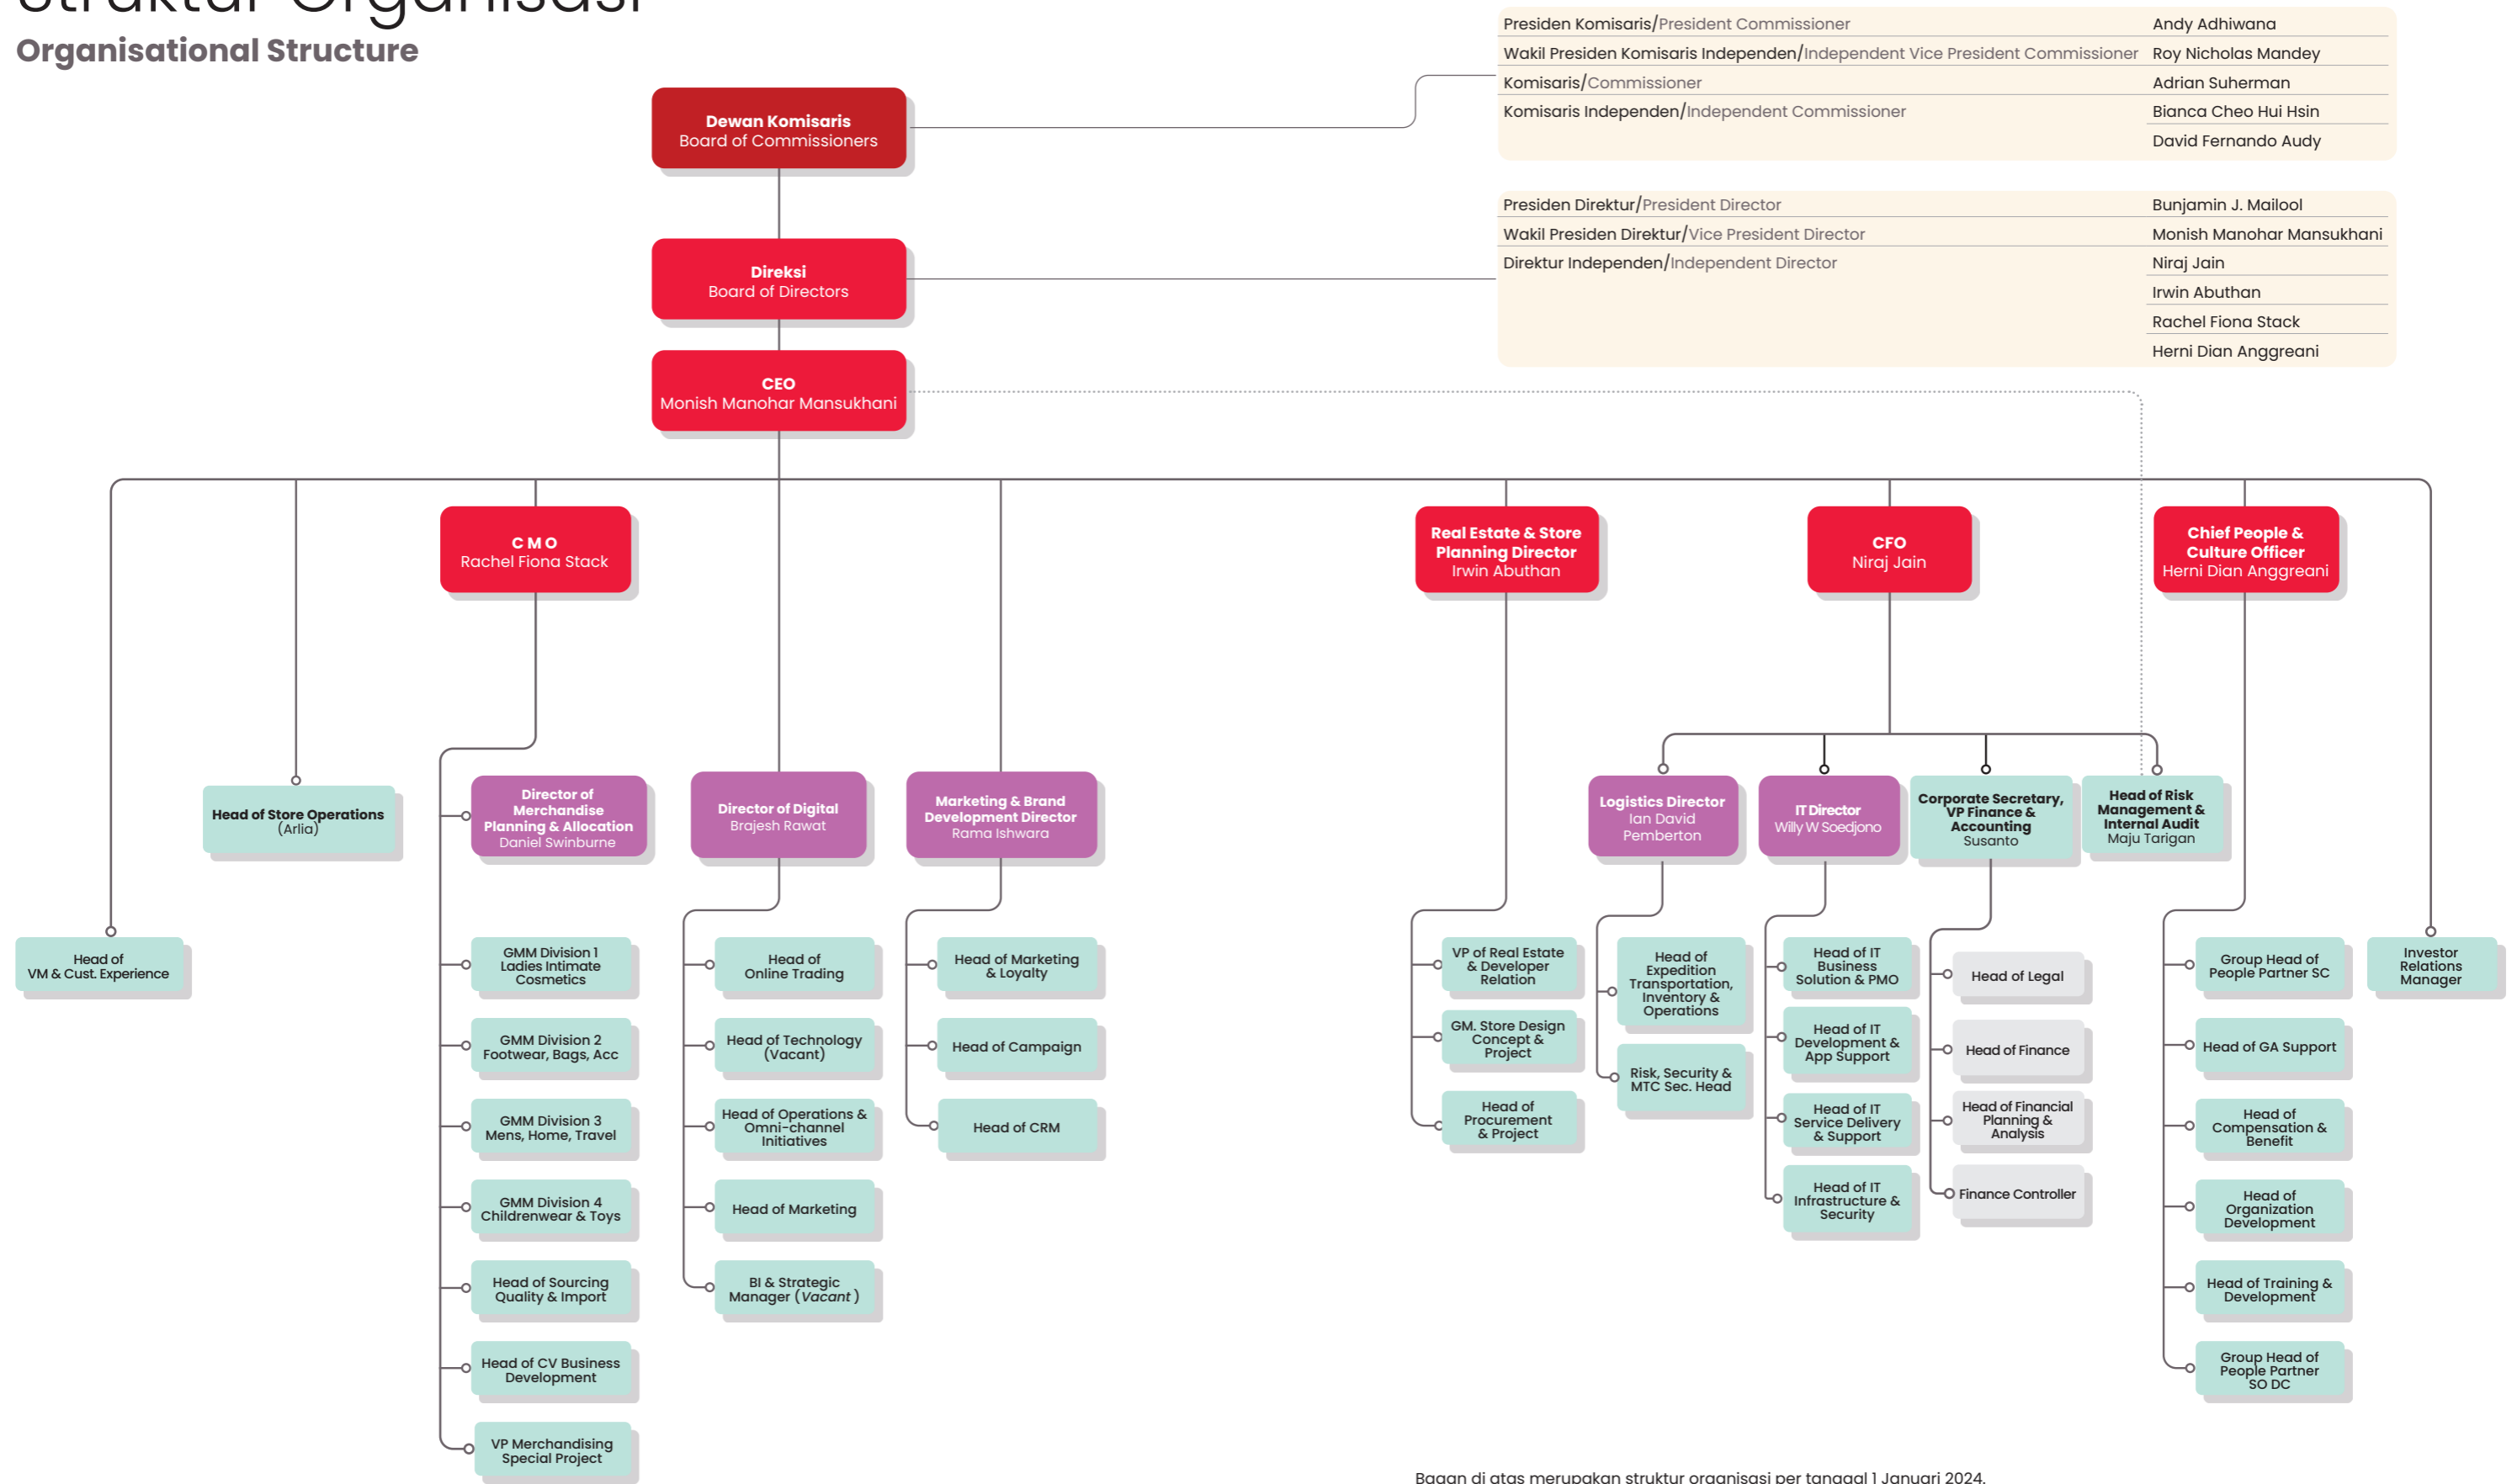 Struktur Organisasi
Organisational Structure
Presiden Komisaris/President Commissioner Andy Adhiwana
Wakil Presiden Komisaris Independen/Independent Vice President Commissioner Roy Nicholas Mandey
Komisaris/Commissioner Adrian Suherman
Komisaris Independen/Independent Commissioner Bianca Cheo Hui Hsin
David Fernando Audy
Dewan Komisaris
Board of Commissioners
Presiden Direktur/President Director Bunjamin J. Mailool
Wakil Presiden Direktur/Vice President Director Monish Manohar Mansukhani
Direktur Independen/Independent Director Niraj Jain
Irwin Abuthan
Rachel Fiona Stack
Herni Dian Anggreani
Direksi
Board of Directors
CEO
Monish Manohar Mansukhani
C M O
Rachel Fiona Stack
Real Estate & Store
Planning Director
Irwin Abuthan
CFO
Niraj Jain
Chief People &
Culture Officer
Herni Dian Anggreani
Head of Store Operations
(Arlia)
Director of
Merchandise
Planning & Allocation
Daniel Swinburne
Director of Digital
Brajesh Rawat
Marketing & Brand
Development Director
Rama Ishwara
Logistics Director
Ian David
Pemberton
IT Director
Willy W Soedjono
Corporate Secretary,
VP Finance &
Accounting
Susanto
Head of Risk
Management &
Internal Audit
Maju Tarigan
Head of
VM & Cust. Experience
GMM Division 1
Ladies Intimate
Cosmetics
GMM Division 2
Footwear, Bags, Acc
GMM Division 3
Mens, Home, Travel
GMM Division 4
Childrenwear & Toys
Head of Sourcing
Quality & Import
Head of CV Business
Development
VP Merchandising
Special Project
Head of
Online Trading
Head of Technology
(Vacant)
Head of Operations &
Omni-channel
Initiatives
Head of Marketing
BI & Strategic
Manager (Vacant )
Head of Marketing
& Loyalty
Head of Campaign
Head of CRM
VP of Real Estate
& Developer
Relation
GM. Store Design
Concept &
Project
Head of
Procurement
& Project
Head of
Expedition
Transportation,
Inventory &
Operations
Risk, Security &
MTC Sec. Head
Head of IT
Business
Solution & PMO
Head of IT
Development &
App Support
Head of IT
Service Delivery
& Support
Head of IT
Infrastructure &
Security
Head of Legal
Head of Finance
Head of Financial
Planning &
Analysis
Finance Controller
Group Head of
People Partner SC
Head of GA Support
Head of
Compensation &
Benefit
Head of
Organization
Development
Head of Training &
Development
Group Head of
People Partner
SO DC
Investor
Relations
Manager
Bagan di atas merupakan struktur organisasi per tanggal 1 Januari 2024.